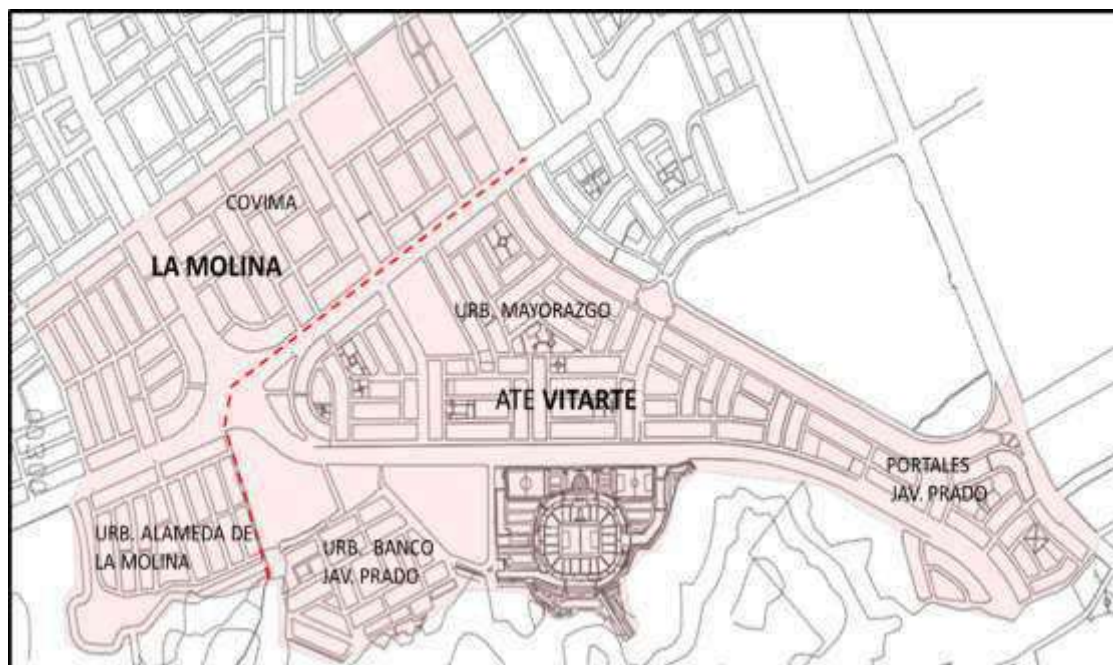 COVIMA
LA MOLINA
URB. MAYORAZGO
ATE VITARTE
PORTALES
JAV. PRADO
URB. ALAMEDA DE
LA MOLINA
URB. BANCO
JAV. PRADO